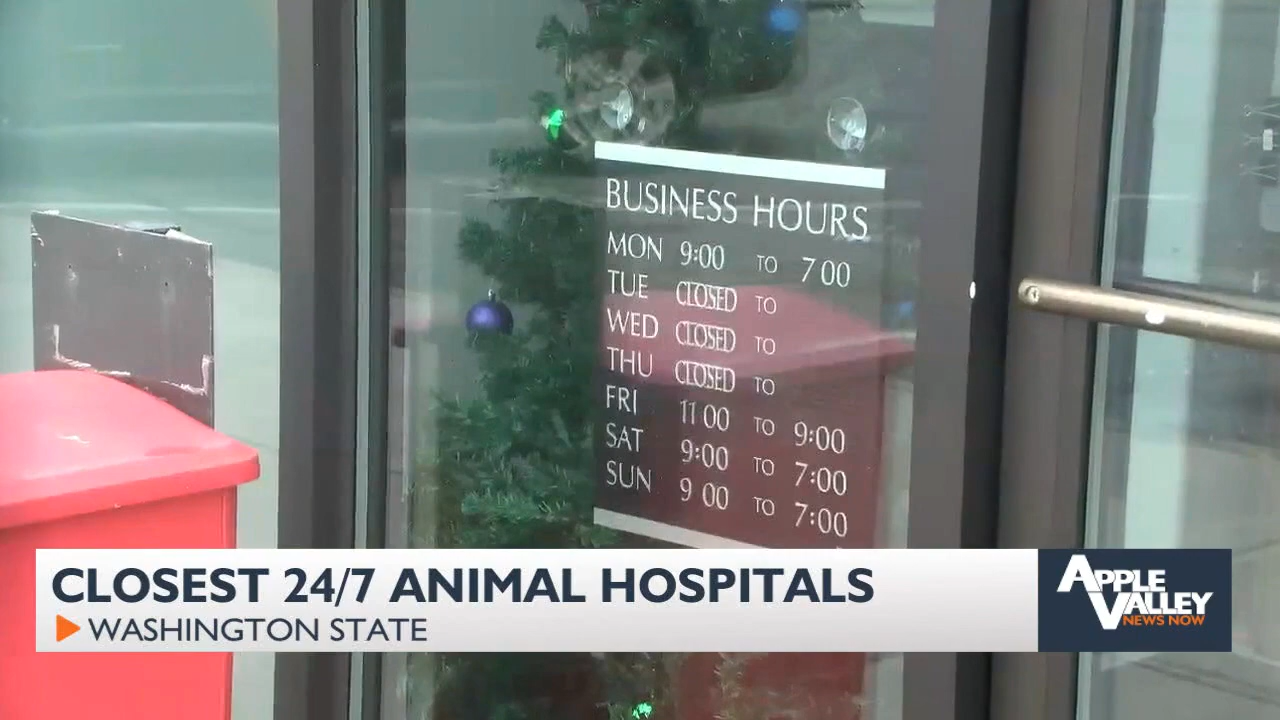 BUSINESS HOURS
MON 9:00 TO 7 00
TUE CLOSED TO
WED CLOSED TO
THU CLOSED TO
FRI 11 00 TO 9:00
SAT 9:00 TO 7:00
SUN 9 00 TO 7:00
CLOSEST 24/7 ANIMAL HOSPITALS
WASHINGTON STATE
APPLE
VALLEY
NEWS NOW